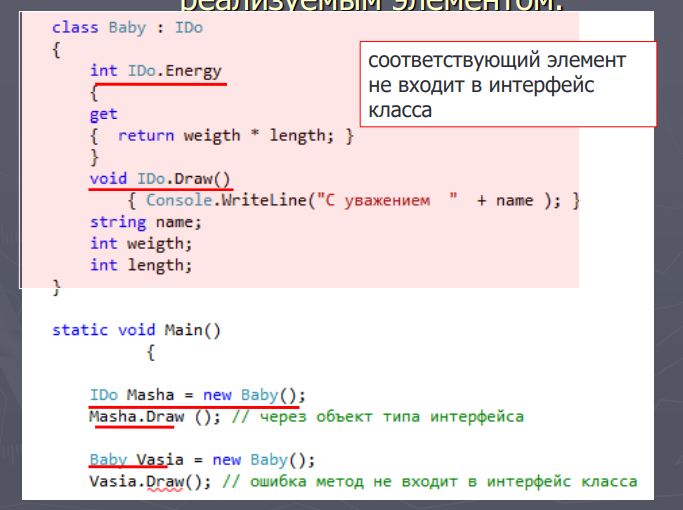 реализуемым элементом.
class Baby : IDo
{
int IDo.Energy
{
get
{ return weigth * length; }
}
void IDo.Draw()
{ Console.WriteLine("С уважением " + name ); }
string name;
int weigth;
int length;
}
соответствующий элемент
не входит в интерфейс
класса
static void Main()
{
IDo Masha = new Baby();
Masha.Draw (); // через объект типа интерфейса
Baby Vasia = new Baby();
Vasia.Draw(); // ошибка метод не входит в интерфейс класса